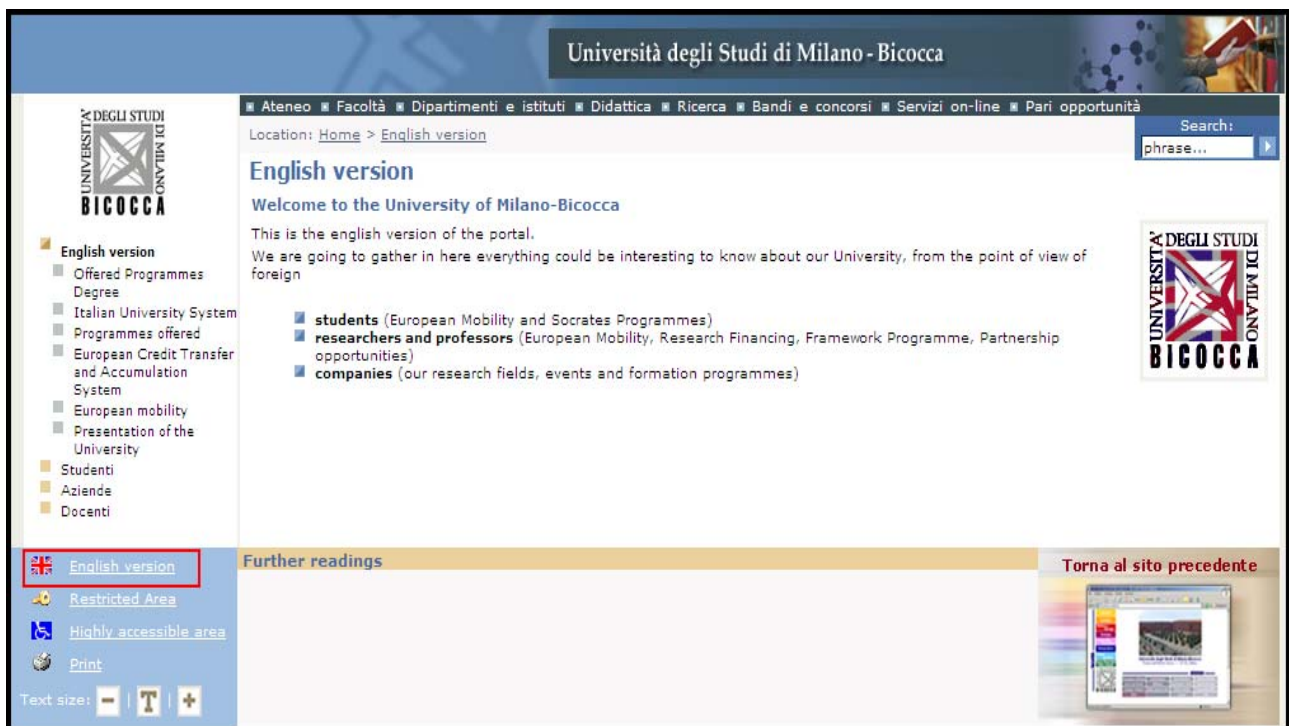 Università degli Studi di Milano - Bicocca
Ateneo Facoltà Dipartimenti e istituti Didattica Ricerca Bandi e concorsi Servizi on-line Pari opportunità
UNIVERSITA' DEGLI STUDI DI MILANO
BICOCCA
Location: Home > English version
Search:
phrase...
English version
Welcome to the University of Milano-Bicocca
This is the english version of the portal.
We are going to gather in here everything could be interesting to know about our University, from the point of view of
foreign
students (European Mobility and Socrates Programmes)
researchers and professors (European Mobility, Research Financing, Framework Programme, Partnership
opportunities)
companies (our research fields, events and formation programmes)
UNIVERSITA' DEGLI STUDI DI MILANO
BICOCCA
English version
Offered Programmes
Degree
Italian University System
Programmes offered
European Credit Transfer
and Accumulation
System
European mobility
Presentation of the
University
Studenti
Aziende
Docenti
English version
Restricted Area
Highly accessible area
Print
Text size: - | T | +
Further readings
Torna al sito precedente